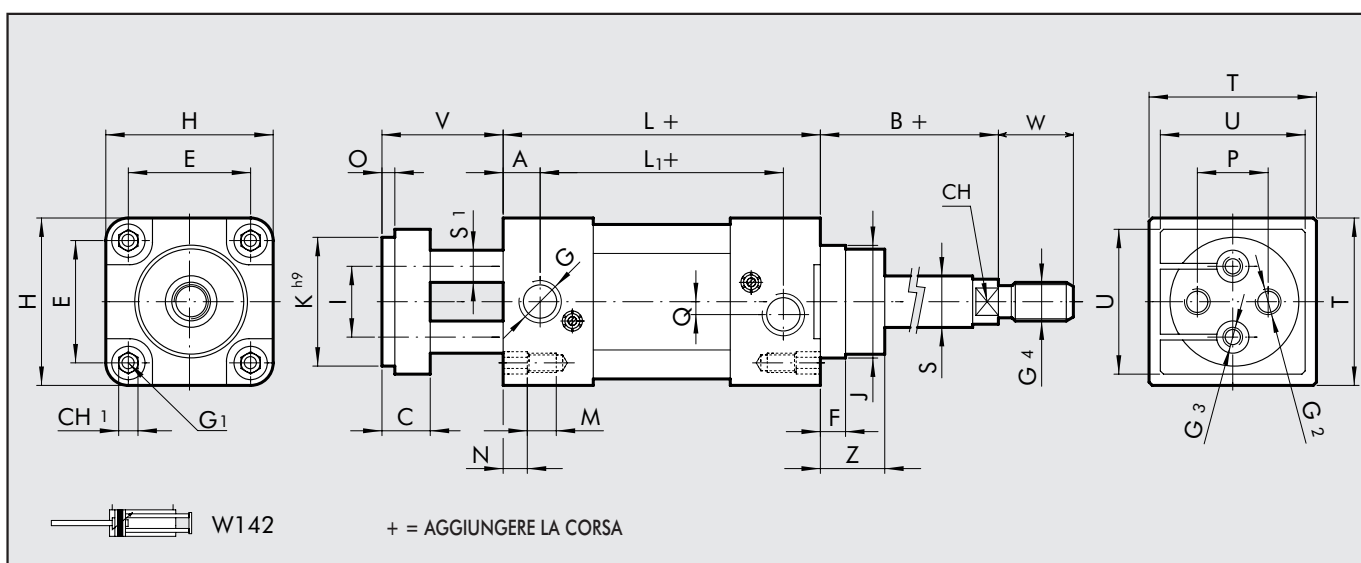 H
E
V
L +
B +
W
O
A
L1+
T
U
P
CH
S 1
G
H
E
K h9
I
Q
S
J
G 4
U
T
CH 1
G1
C
M
N
F
Z
G 3
G 2
W142
+ = AGGIUNGERE LA CORSA